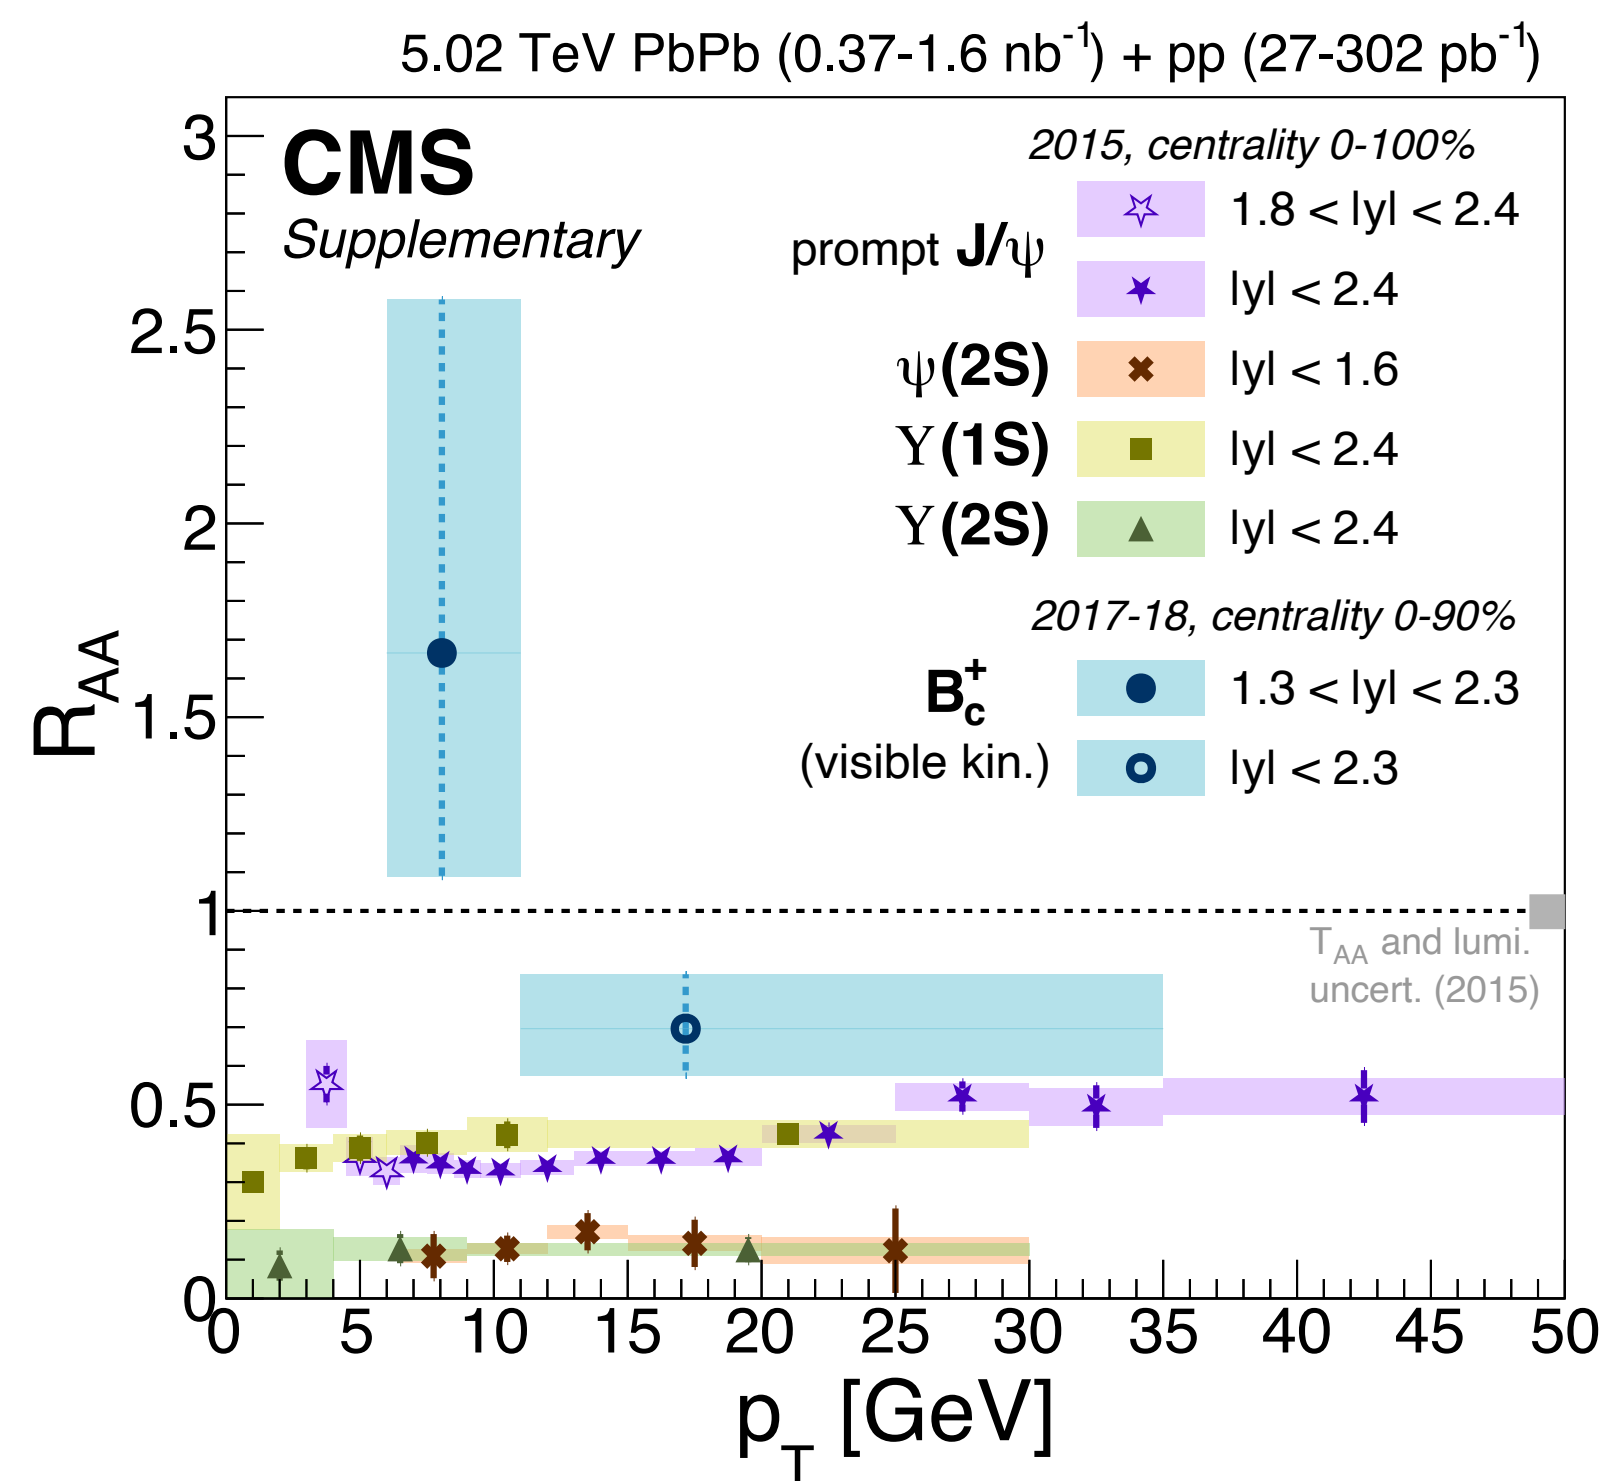 5.02 TeV PbPb (0.37-1.6 nb⁻¹) + pp (27-302 pb⁻¹)
CMS
Supplementary
2015, centrality 0-100%
prompt J/ψ
1.8 < |y| < 2.4
|y| < 2.4
ψ(2S) |y| < 1.6
Υ(1S) |y| < 2.4
Υ(2S) |y| < 2.4
2017-18, centrality 0-90%
B_c^+ 1.3 < |y| < 2.3
(visible kin.) |y| < 2.3
T_AA and lumi.
uncert. (2015)
R_AA
3
2.5
2
1.5
1
0.5
0
0 5 10 15 20 25 30 35 40 45 50
p_T [GeV]